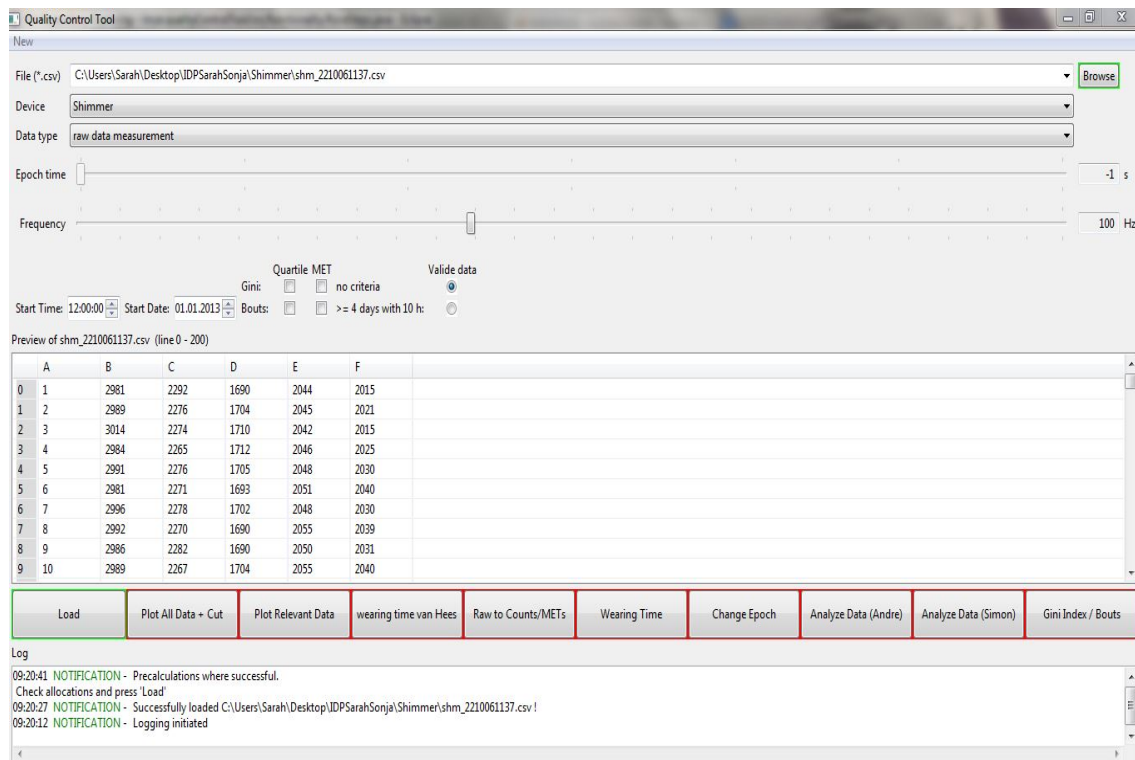 Quality Control Tool
New
File (*.csv) C:\Users\Sarah\Desktop\IDPSarahSonja\Shimmer\shm_2210061137.csv Browse
Device Shimmer
Data type raw data measurement
Epoch time -1 s
Frequency 100 Hz
Quartile MET Valide data
Gini: no criteria
Start Time: 12:00:00 Start Date: 01.01.2013 Bouts: >= 4 days with 10 h:
Preview of shm_2210061137.csv (line 0 - 200)
A B C D E F
0 1 2981 2292 1690 2044 2015
1 2 2989 2276 1704 2045 2021
2 3 3014 2274 1710 2042 2015
3 4 2984 2265 1712 2046 2025
4 5 2991 2276 1705 2048 2030
5 6 2981 2271 1693 2051 2040
6 7 2996 2278 1702 2048 2030
7 8 2992 2270 1690 2055 2039
8 9 2986 2282 1690 2050 2031
9 10 2989 2267 1704 2055 2040
Load Plot All Data + Cut Plot Relevant Data wearing time van Hees Raw to Counts/METs Wearing Time Change Epoch Analyze Data (Andre) Analyze Data (Simon) Gini Index / Bouts
Log
09:20:41 NOTIFICATION - Precalculations where successful.
Check allocations and press 'Load'
09:20:27 NOTIFICATION - Successfully loaded C:\Users\Sarah\Desktop\IDPSarahSonja\Shimmer\shm_2210061137.csv !
09:20:12 NOTIFICATION - Logging initiated